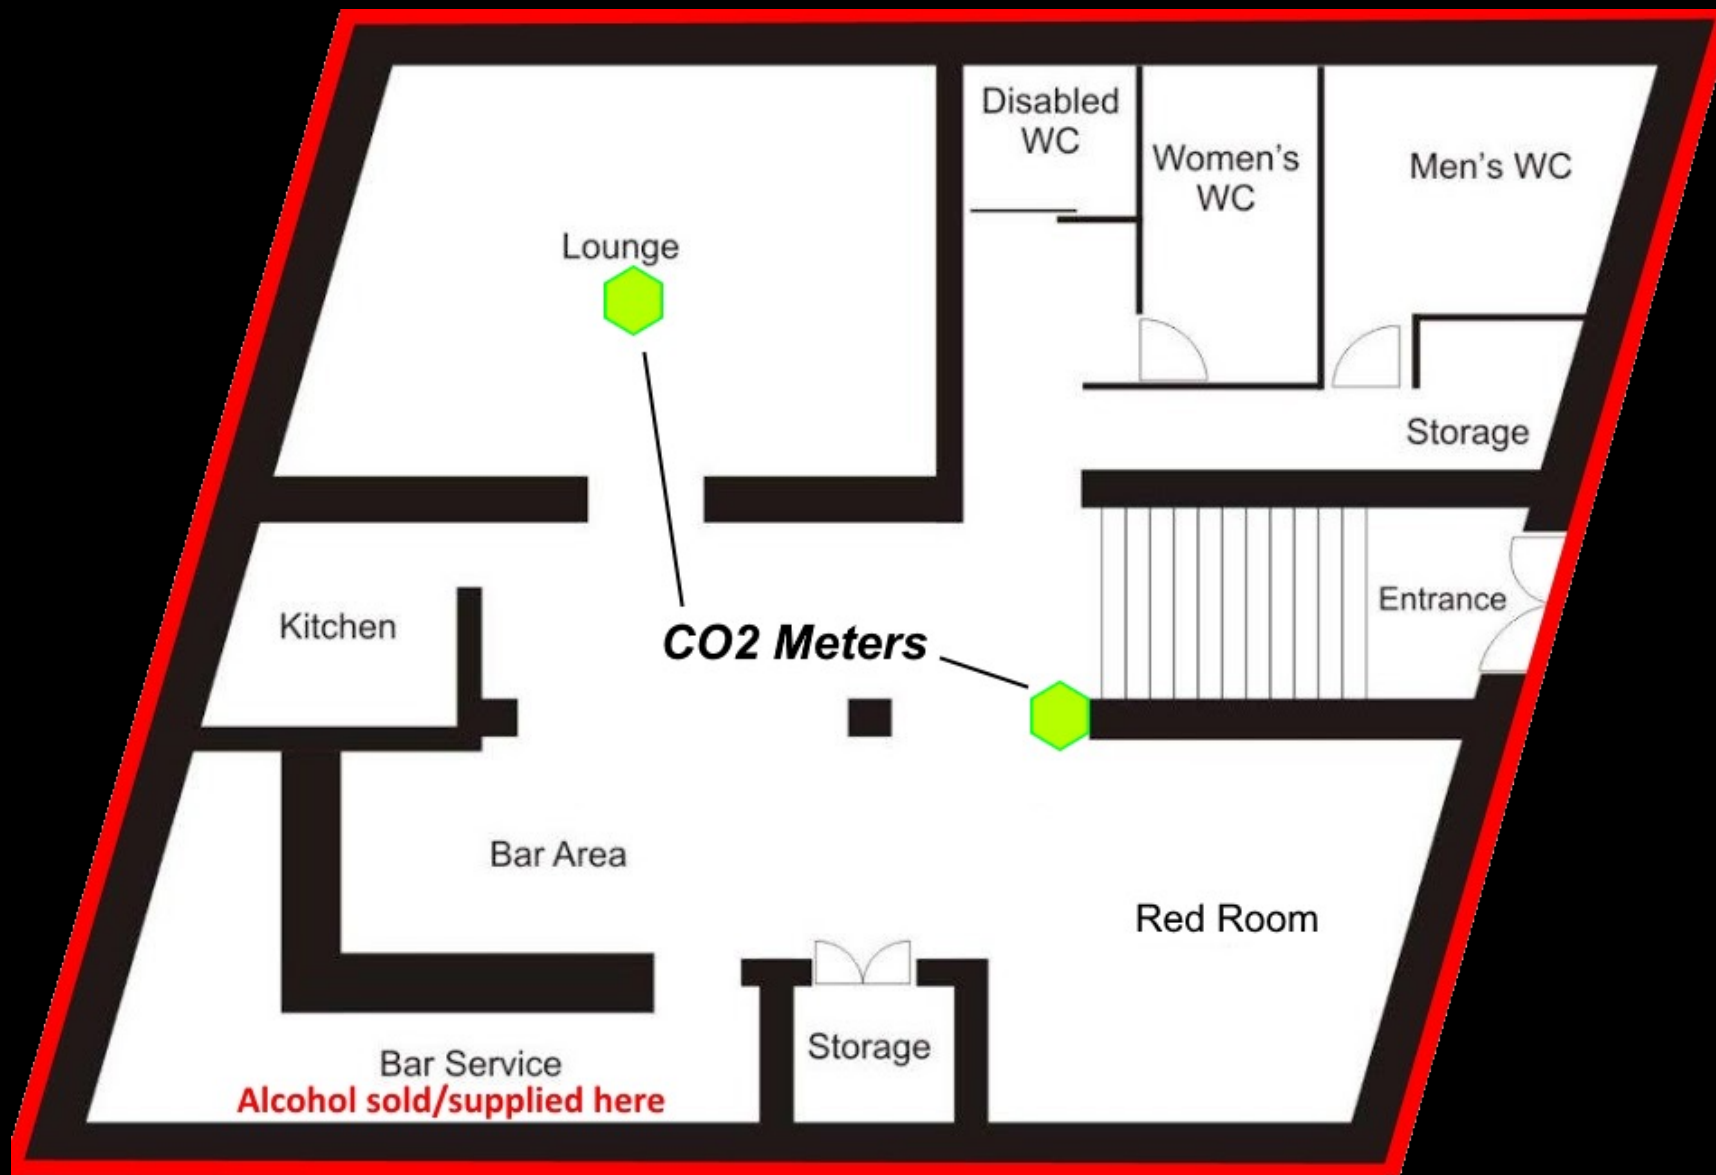 Disabled
WC
Women's
WC
Men's WC
Lounge
Storage
Entrance
Kitchen
CO2 Meters
Bar Area
Red Room
Storage
Bar Service
Alcohol sold/supplied here